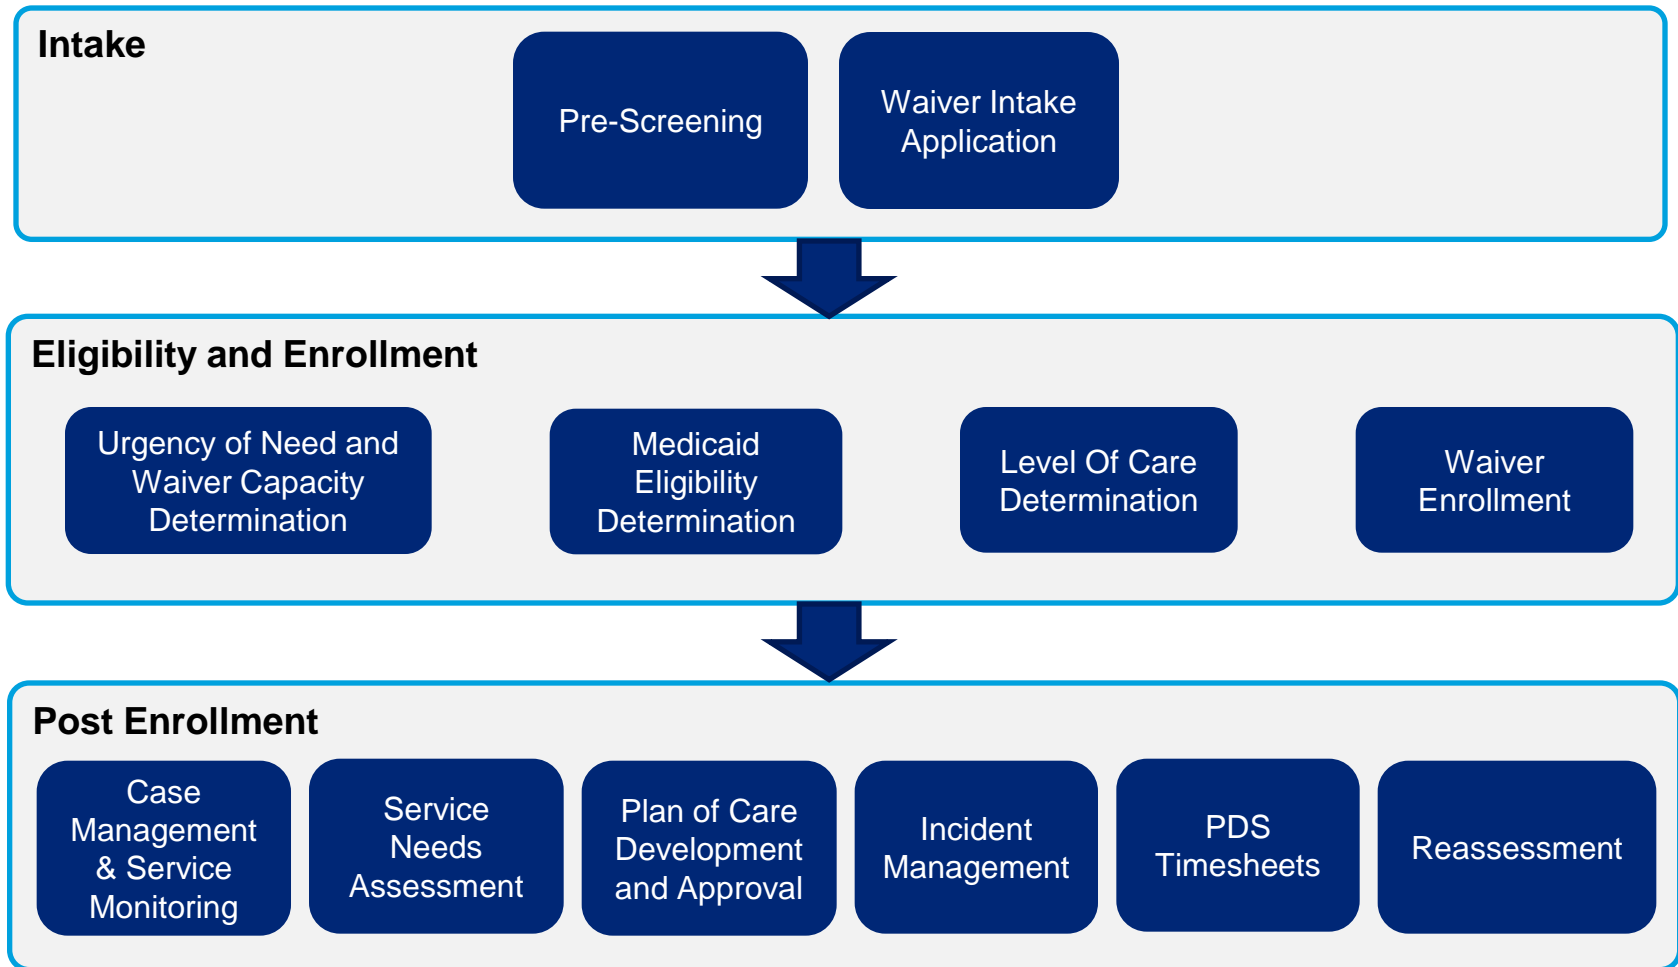 Intake
Pre-Screening
Waiver Intake
Application
Eligibility and Enrollment
Urgency of Need and
Waiver Capacity
Determination
Medicaid
Eligibility
Determination
Level Of Care
Determination
Waiver
Enrollment
Post Enrollment
Case
Management
& Service
Monitoring
Service
Needs
Assessment
Plan of Care
Development
and Approval
Incident
Management
PDS
Timesheets
Reassessment